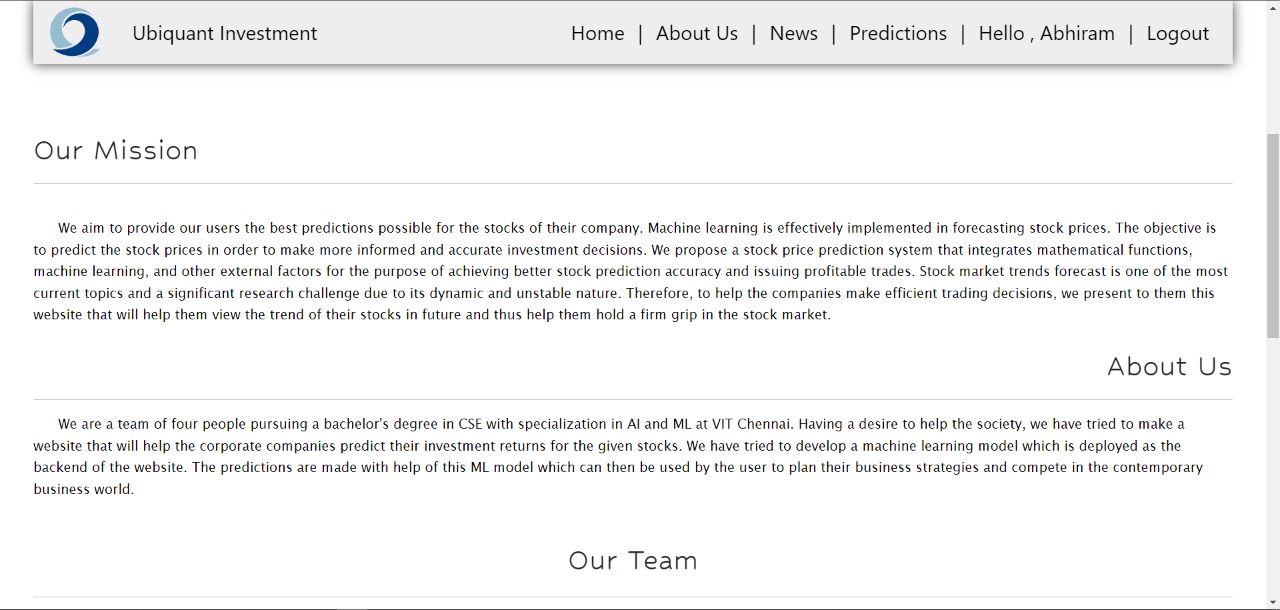 Ubiquant Investment Home | About Us | News | Predictions | Hello , Abhiram | Logout
Our Mission
We aim to provide our users the best predictions possible for the stocks of their company. Machine learning is effectively implemented in forecasting stock prices. The objective is
to predict the stock prices in order to make more informed and accurate investment decisions. We propose a stock price prediction system that integrates mathematical functions,
machine learning, and other external factors for the purpose of achieving better stock prediction accuracy and issuing profitable trades. Stock market trends forecast is one of the most
current topics and a significant research challenge due to its dynamic and unstable nature. Therefore, to help the companies make efficient trading decisions, we present to them this
website that will help them view the trend of their stocks in future and thus help them hold a firm grip in the stock market.
About Us
We are a team of four people pursuing a bachelor's degree in CSE with specialization in AI and ML at VIT Chennai. Having a desire to help the society, we have tried to make a
website that will help the corporate companies predict their investment returns for the given stocks. We have tried to develop a machine learning model which is deployed as the
backend of the website. The predictions are made with help of this ML model which can then be used by the user to plan their business strategies and compete in the contemporary
business world.
Our Team